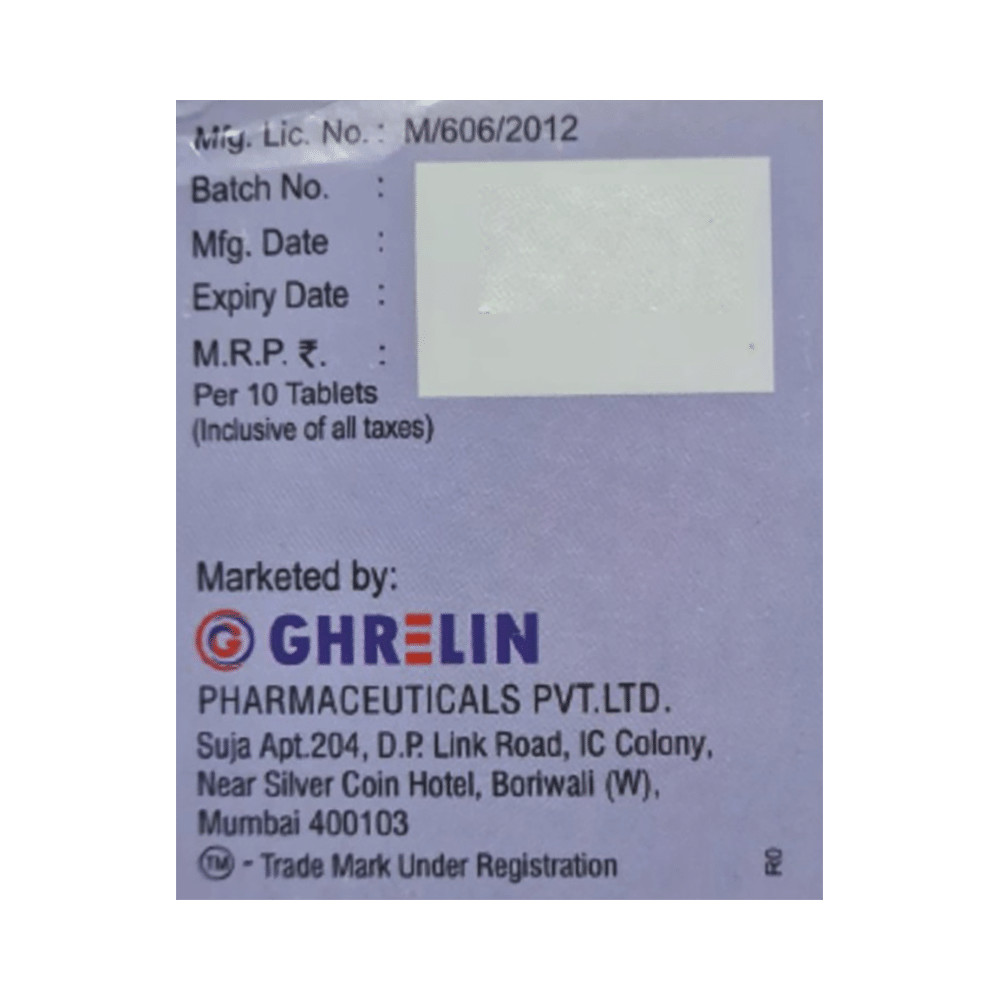 Mfg. Lic. No. : M/606/2012
Batch No. :
Mfg. Date :
Expiry Date :
M.R.P. ₹. :
Per 10 Tablets
(Inclusive of all taxes)
Marketed by:
G GHRELIN
PHARMACEUTICALS PVT.LTD.
Suja Apt.204, D.P. Link Road, IC Colony,
Near Silver Coin Hotel, Boriwali (W),
Mumbai 400103
TM - Trade Mark Under Registration
R0